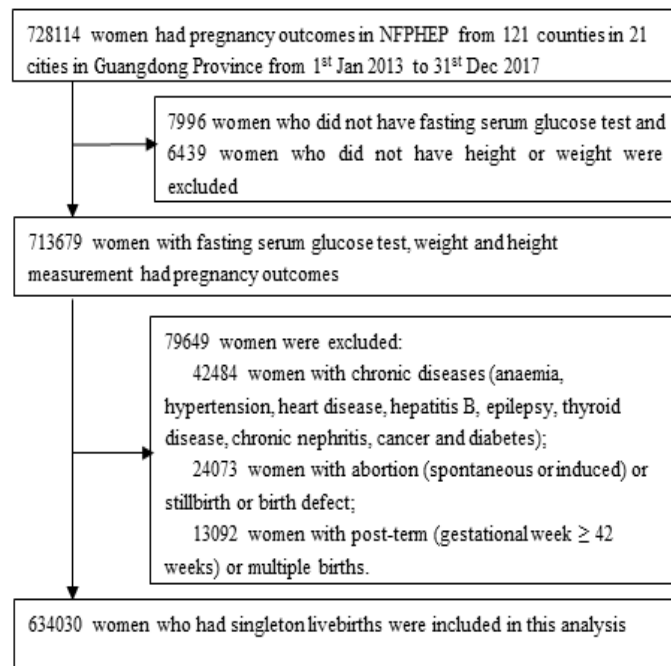 728114 women had pregnancy outcomes in NFPHEP from 121 counties in 21
cities in Guangdong Province from 1st Jan 2013 to 31st Dec 2017
7996 women who did not have fasting serum glucose test and
6439 women who did not have height or weight were
excluded
713679 women with fasting serum glucose test, weight and height
measurement had pregnancy outcomes
79649 women were excluded:
42484 women with chronic diseases (anaemia,
hypertension, heart disease, hepatitis B, epilepsy, thyroid
disease, chronic nephritis, cancer and diabetes);
24073 women with abortion (spontaneous or induced) or
stillbirth or birth defect;
13092 women with post-term (gestational week ≥ 42
weeks) or multiple births.
634030 women who had singleton livebirths were included in this analysis